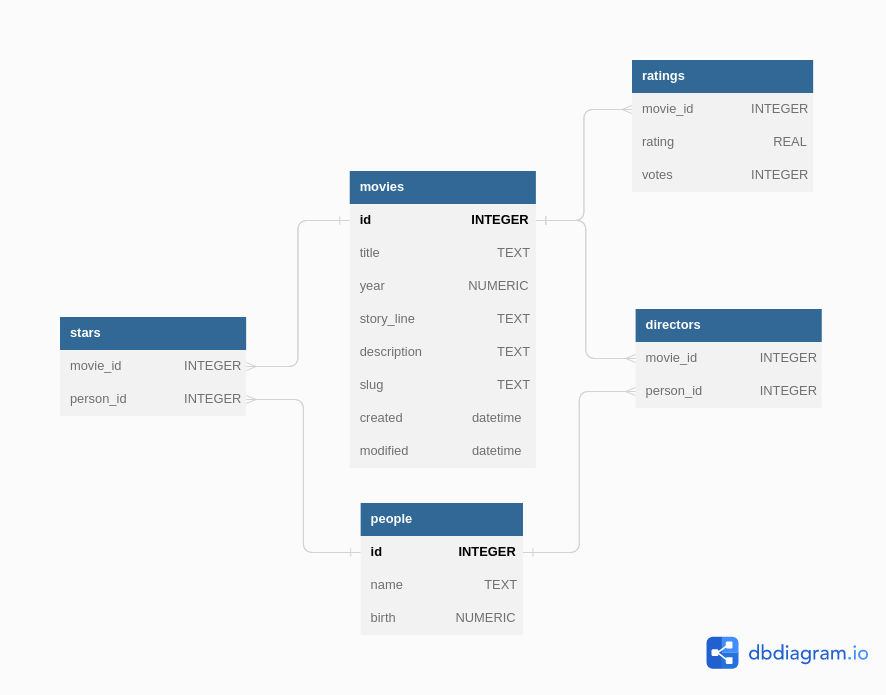 ratings
movie_id INTEGER
rating REAL
votes INTEGER
movies
id INTEGER
title TEXT
year NUMERIC
story_line TEXT
description TEXT
slug TEXT
created datetime
modified datetime
stars
movie_id INTEGER
person_id INTEGER
directors
movie_id INTEGER
person_id INTEGER
people
id INTEGER
name TEXT
birth NUMERIC
dbdiagram.io